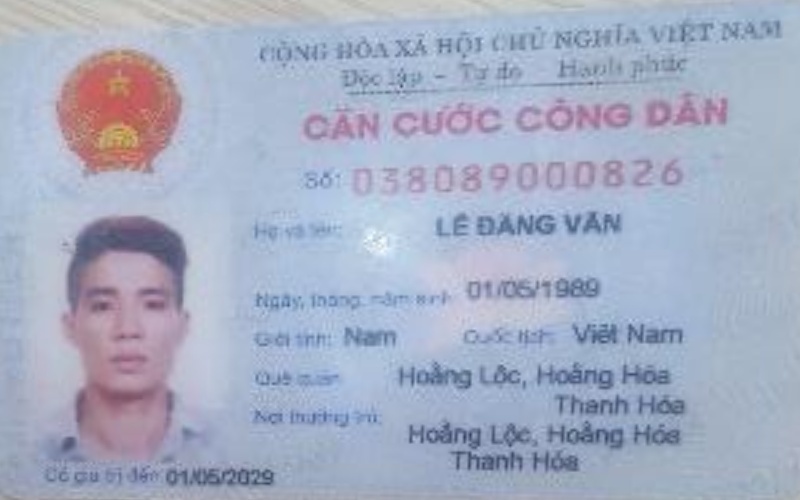 CỘNG HÒA XÃ HỘI CHỦ NGHĨA VIỆT NAM
Độc lập - Tự do Hạnh phúc
CĂN CƯỚC CÔNG DÂN
Số: 038089000826
Họ và tên: LÊ ĐĂNG VĂN
Ngày, tháng, năm sinh: 01/05/1989
Giới tính: Nam Quốc tịch: Việt Nam
Quê quán: Hoằng Lộc, Hoằng Hóa
Thanh Hóa
Nơi thường trú: Hoằng Lộc, Hoằng Hóa
Thanh Hóa
Có giá trị đến 01/05/2029